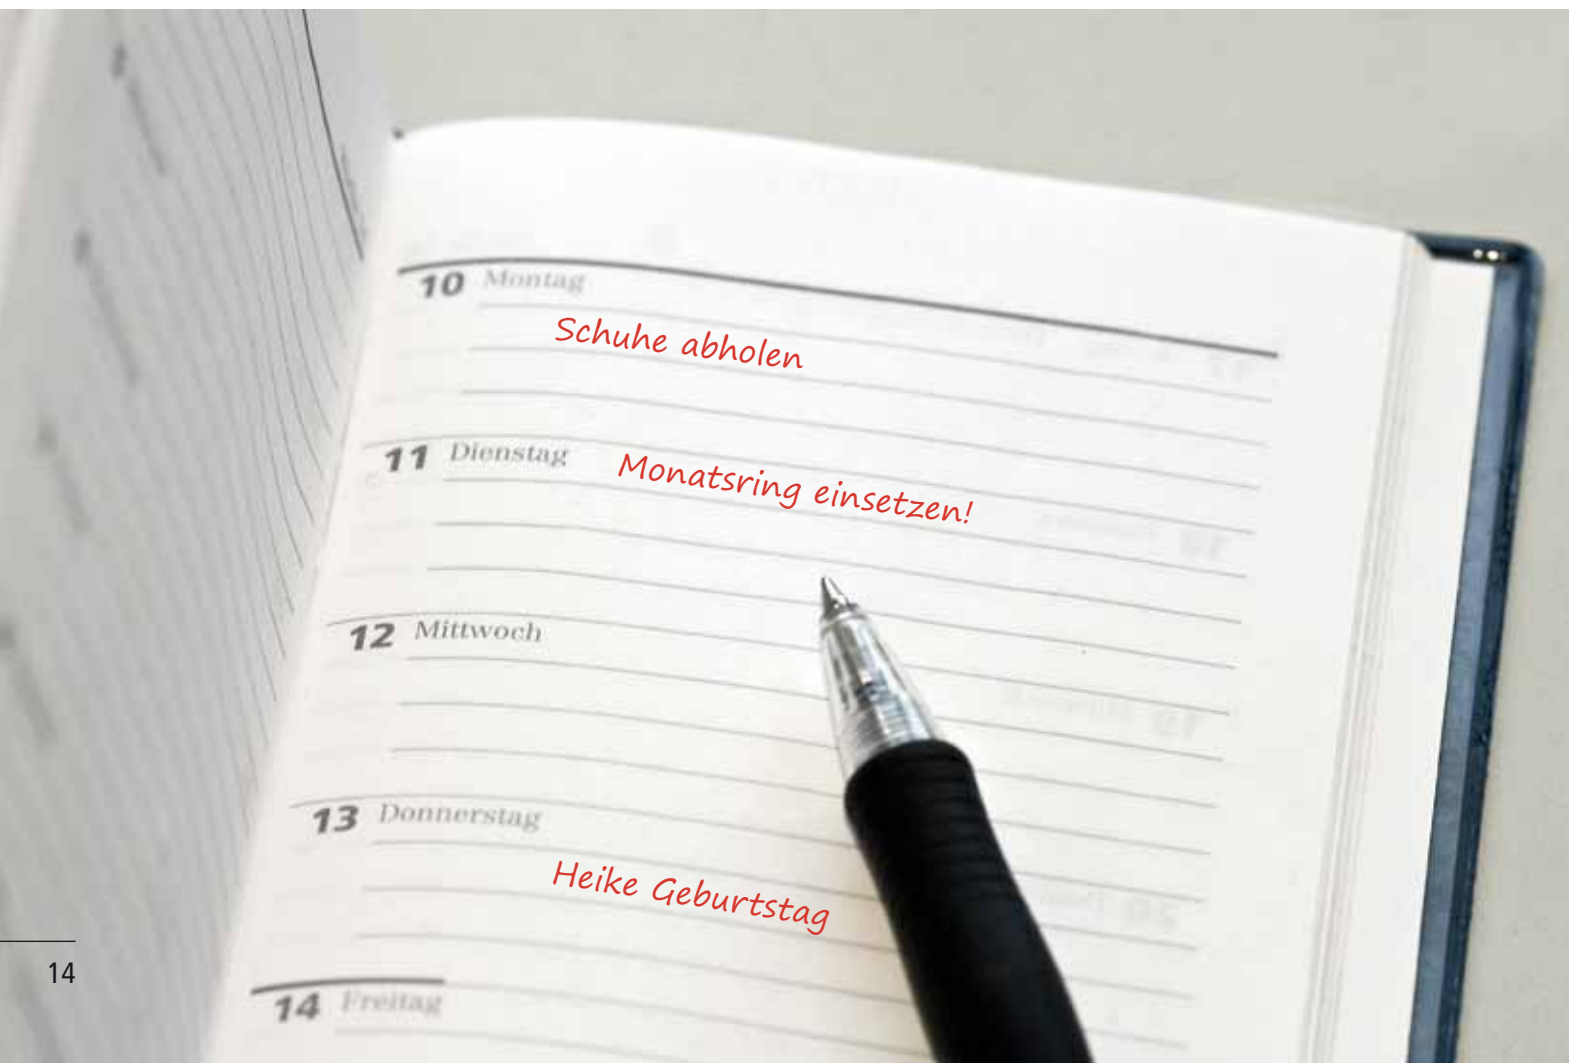 10 Montag
Schuhe abholen
11 Dienstag
Monatsring einsetzen!
12 Mittwoch
13 Donnerstag
Heike Geburtstag
14 Freitag
14